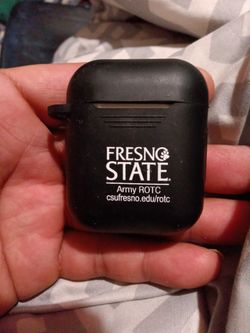 FRESNO
STATE
Army ROTC
csufresno.edu/rotc